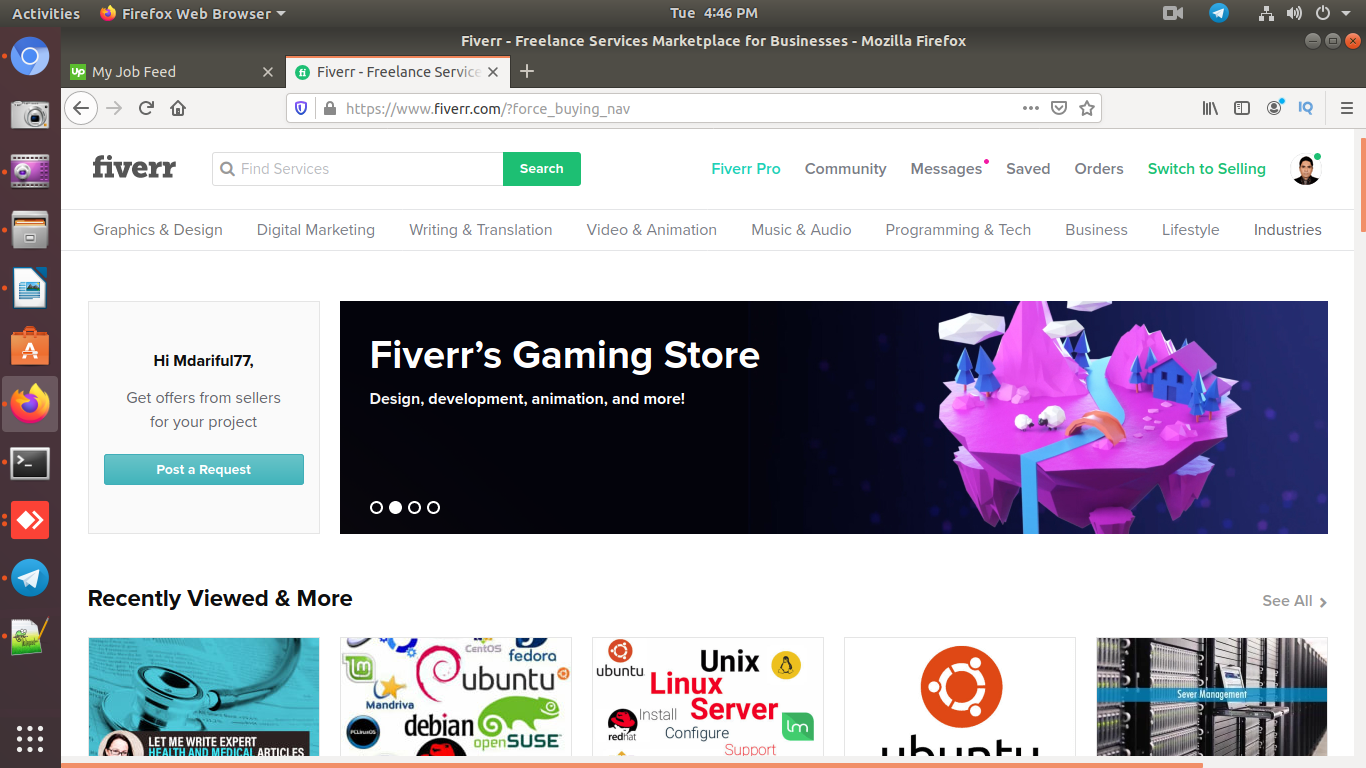 Activities Firefox Web Browser Tue 4:46 PM
Fiverr - Freelance Services Marketplace for Businesses - Mozilla Firefox
Up My Job Feed
fi Fiverr - Freelance Service
https://www.fiverr.com/?force_buying_nav
IQ
fiverr
Find Services
Search
Fiverr Pro Community Messages Saved Orders Switch to Selling
Graphics & Design Digital Marketing Writing & Translation Video & Animation Music & Audio Programming & Tech Business Lifestyle Industries
Hi Mdariful77,
Get offers from sellers
for your project
Post a Request
Fiverr's Gaming Store
Design, development, animation, and more!
Recently Viewed & More
See All
LET ME WRITE EXPERT
HEALTH AND MEDICAL ARTICLES
CentOS
fedora
ubuntu
Mandriva
debian
PCLinuxOS
openSUSE
ubuntu
Unix
Linux
Server
Install
redhat
Configure
Support
ubuntu
Sever Management